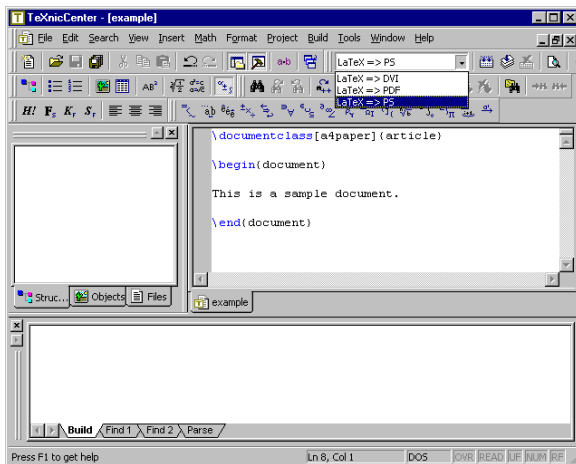 TeXnicCenter - [example]
File Edit Search View Insert Math Format Project Build Tools Window Help
LaTeX => PS
LaTeX => DVI
LaTeX => PDF
LaTeX => PS
\documentclass[a4paper]{article}
\begin{document}
This is a sample document.
\end{document}
Struc... Objects Files
example
Build Find 1 Find 2 Parse
Press F1 to get help Ln 8, Col 1 DOS OVR READ UF NUM RF